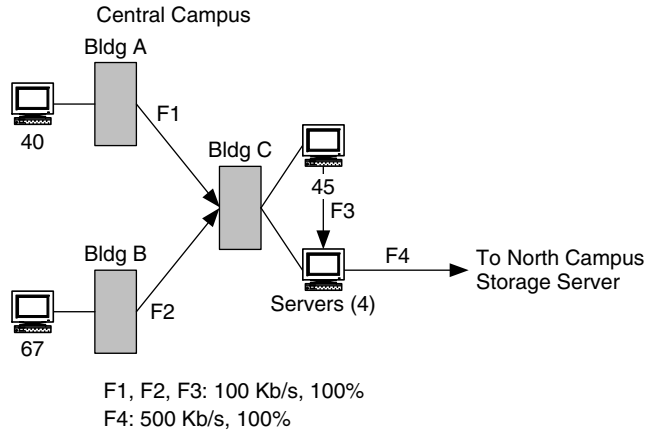 Central Campus
Bldg A
F1
40
Bldg C
45
F3
Bldg B
F2
67
Servers (4)
F4
To North Campus
Storage Server
F1, F2, F3: 100 Kb/s, 100%
F4: 500 Kb/s, 100%